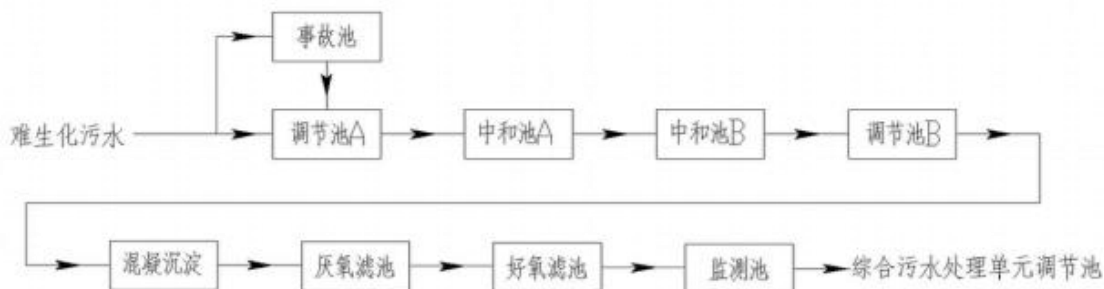 事故池
难生化污水
调节池A
中和池A
中和池B
调节池B
混凝沉淀
厌氧滤池
好氧滤池
监测池
综合污水处理单元调节池